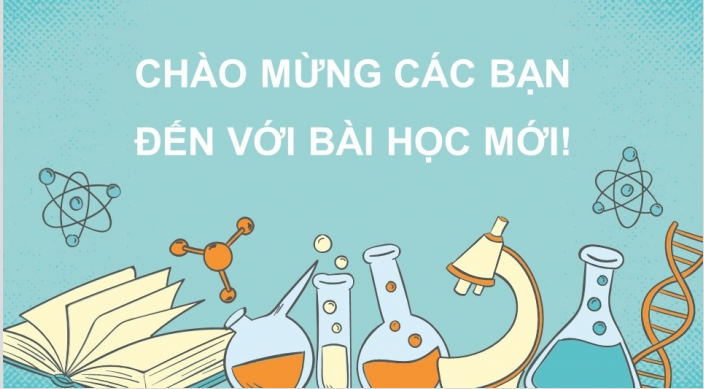 CHÀO MỪNG CÁC BẠN
ĐẾN VỚI BÀI HỌC MỚI!